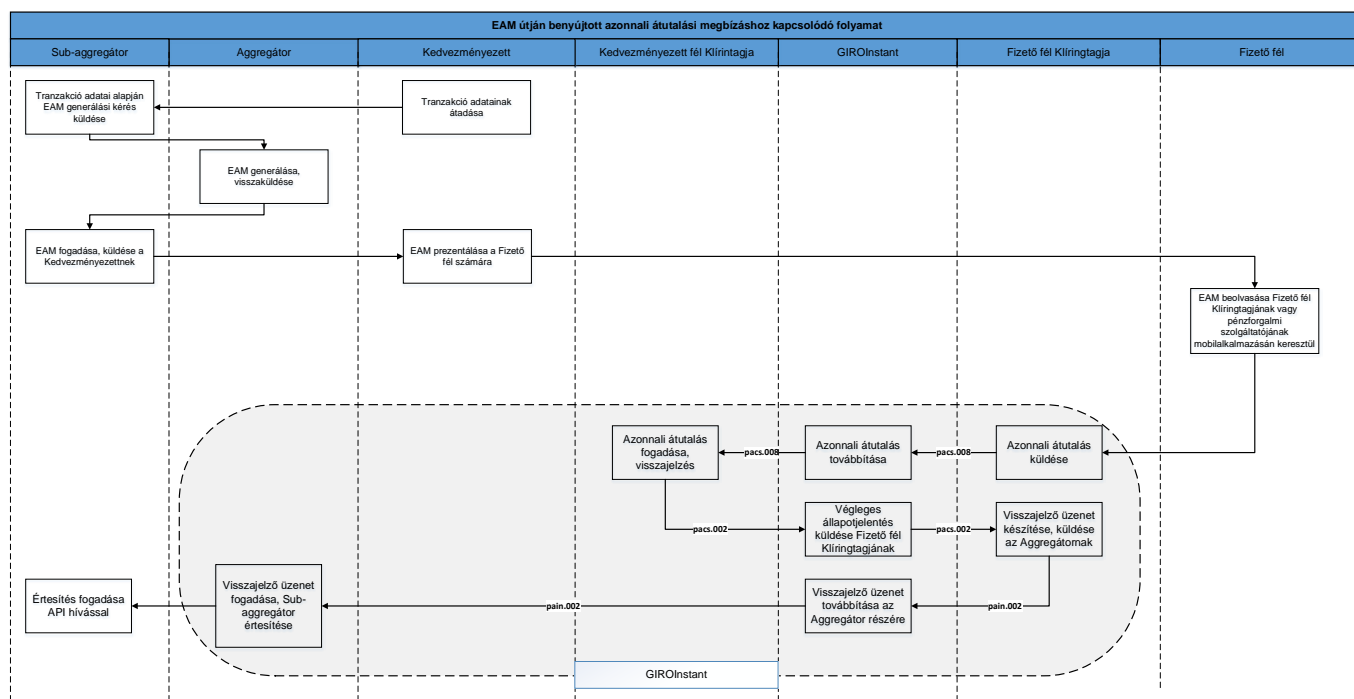 EAM útján benyújtott azonnali átutalási megbízáshoz kapcsolódó folyamat
Sub-aggregátor
Aggregátor
Kedvezményezett
Kedvezményezett fél Klírintagja
GIROInstant
Fizető fél Klíringtagja
Fizető fél
Tranzakció adatai alapján
EAM generálási kérés
küldése
Tranzakció adatainak
átadása
EAM generálása,
visszaküldése
EAM fogadása, küldése a
Kedvezményezettnek
EAM prezentálása a Fizető
fél számára
EAM beolvasása Fizető fél
Klíringtagjának vagy
pénzforgalmi
szolgáltatójának
mobilalkalmazásán keresztül
Azonnali átutalás
fogadása,
visszajelzés
pacs.008
Azonnali átutalás
továbbítása
pacs.008
Azonnali átutalás
küldése
pacs.002
Végleges
állapotjelentés
küldése Fizető fél
Klíringtagjának
pacs.002
Visszajelző üzenet
készítése, küldése
az Aggregátornak
Értesítés fogadása
API hívással
Visszajelző üzenet
fogadása, Sub-
aggregátor
értesítése
pain.002
Visszajelző üzenet
továbbítása az
Aggregátor részére
pain.002
GIROInstant